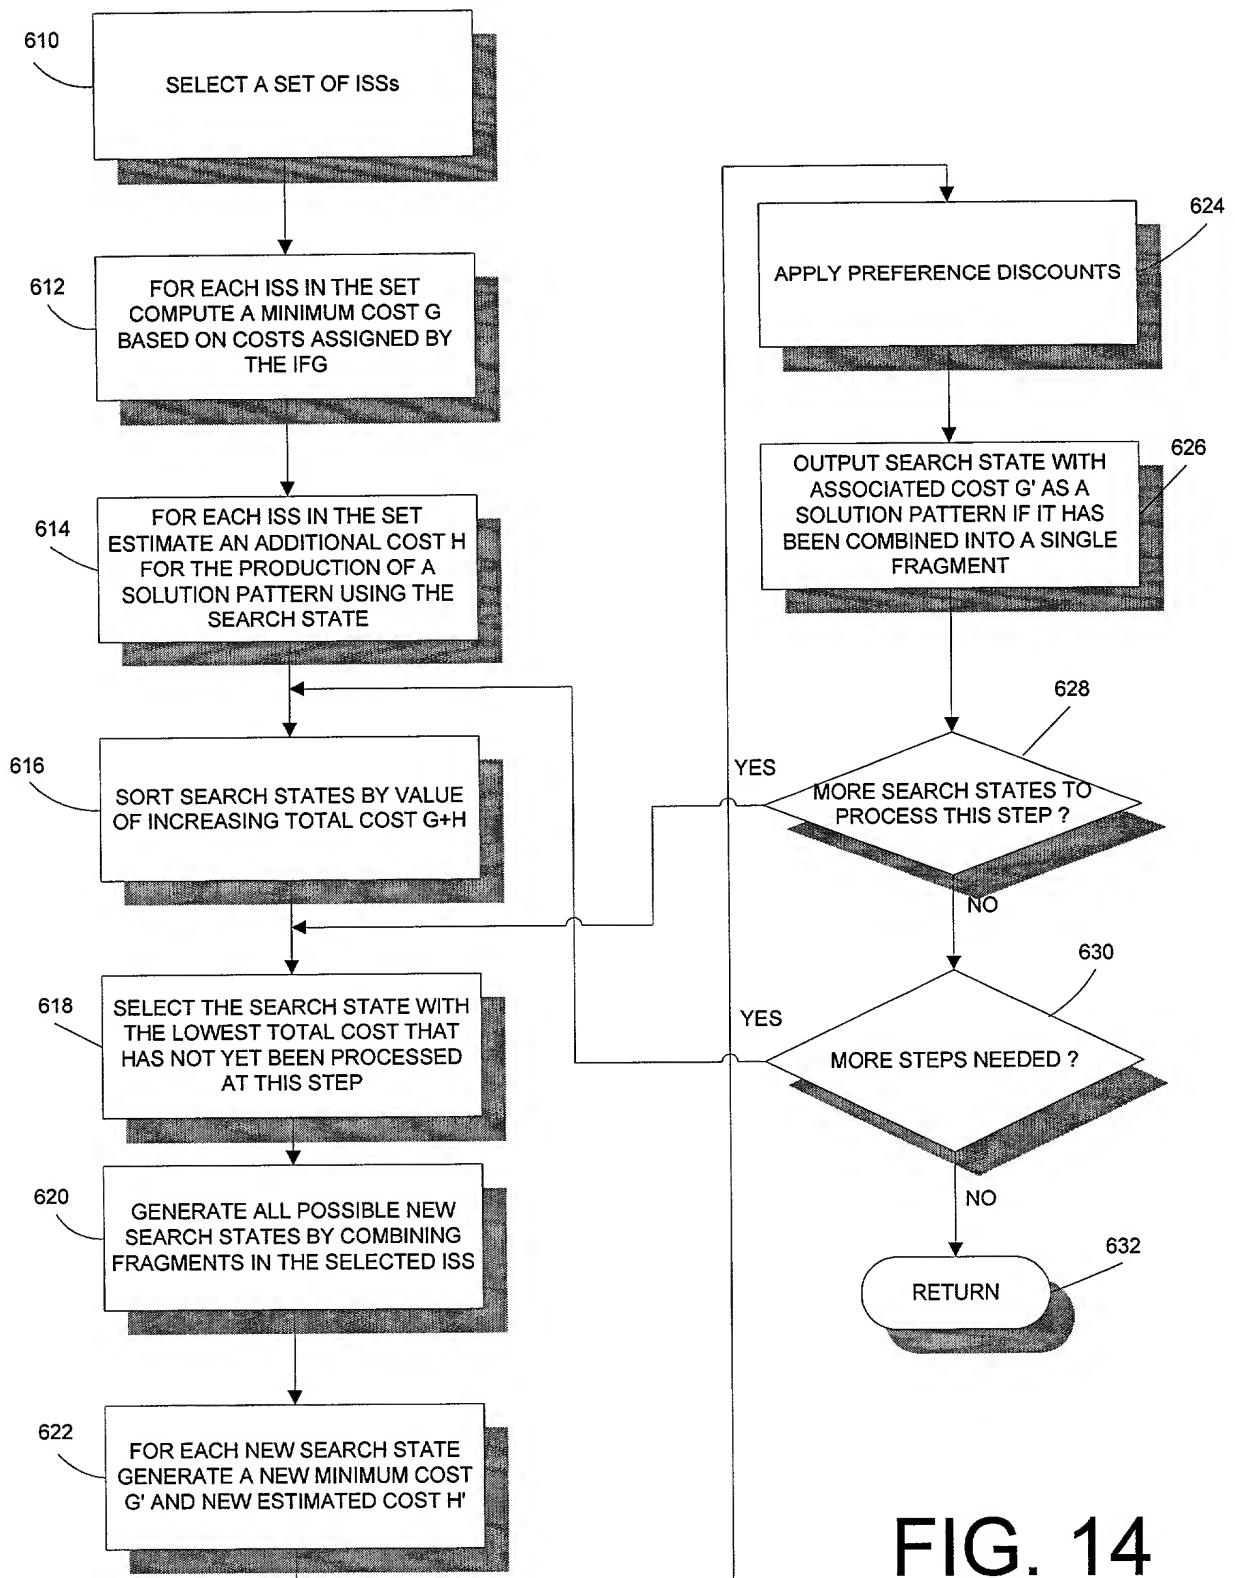 610
SELECT A SET OF ISSs
612
FOR EACH ISS IN THE SET
COMPUTE A MINIMUM COST G
BASED ON COSTS ASSIGNED BY
THE IFG
614
FOR EACH ISS IN THE SET
ESTIMATE AN ADDITIONAL COST H
FOR THE PRODUCTION OF A
SOLUTION PATTERN USING THE
SEARCH STATE
616
SORT SEARCH STATES BY VALUE
OF INCREASING TOTAL COST G+H
618
SELECT THE SEARCH STATE WITH
THE LOWEST TOTAL COST THAT
HAS NOT YET BEEN PROCESSED
AT THIS STEP
620
GENERATE ALL POSSIBLE NEW
SEARCH STATES BY COMBINING
FRAGMENTS IN THE SELECTED ISS
622
FOR EACH NEW SEARCH STATE
GENERATE A NEW MINIMUM COST
G' AND NEW ESTIMATED COST H'
624
APPLY PREFERENCE DISCOUNTS
626
OUTPUT SEARCH STATE WITH
ASSOCIATED COST G' AS A
SOLUTION PATTERN IF IT HAS
BEEN COMBINED INTO A SINGLE
FRAGMENT
628
YES
MORE SEARCH STATES TO
PROCESS THIS STEP ?
NO
630
YES
MORE STEPS NEEDED ?
NO
632
RETURN
FIG. 14